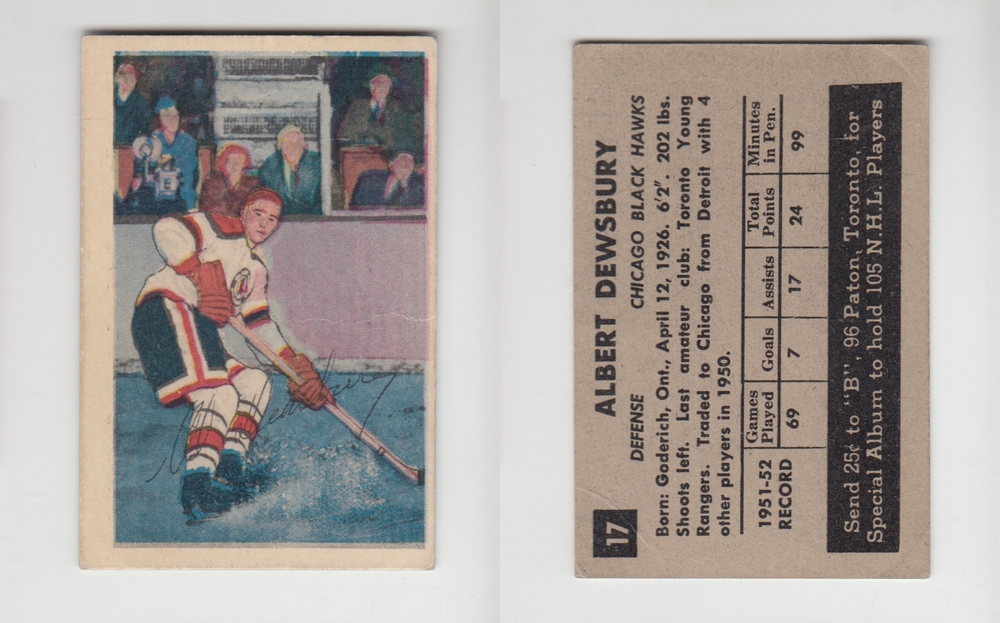 17
ALBERT DEWSBURY
DEFENSE CHICAGO BLACK HAWKS
Born: Goderich, Ont., April 12, 1926. 6'2". 202 lbs.
Shoots left. Last amateur club: Toronto Young
Rangers. Traded to Chicago from Detroit with 4
other players in 1950.
1951-52 RECORD
Games Played Goals Assists Total Points Minutes in Pen.
69 7 17 24 99
Send 25¢ to "B", 96 Paton, Toronto, for
Special Album to hold 105 N.H.L. Players